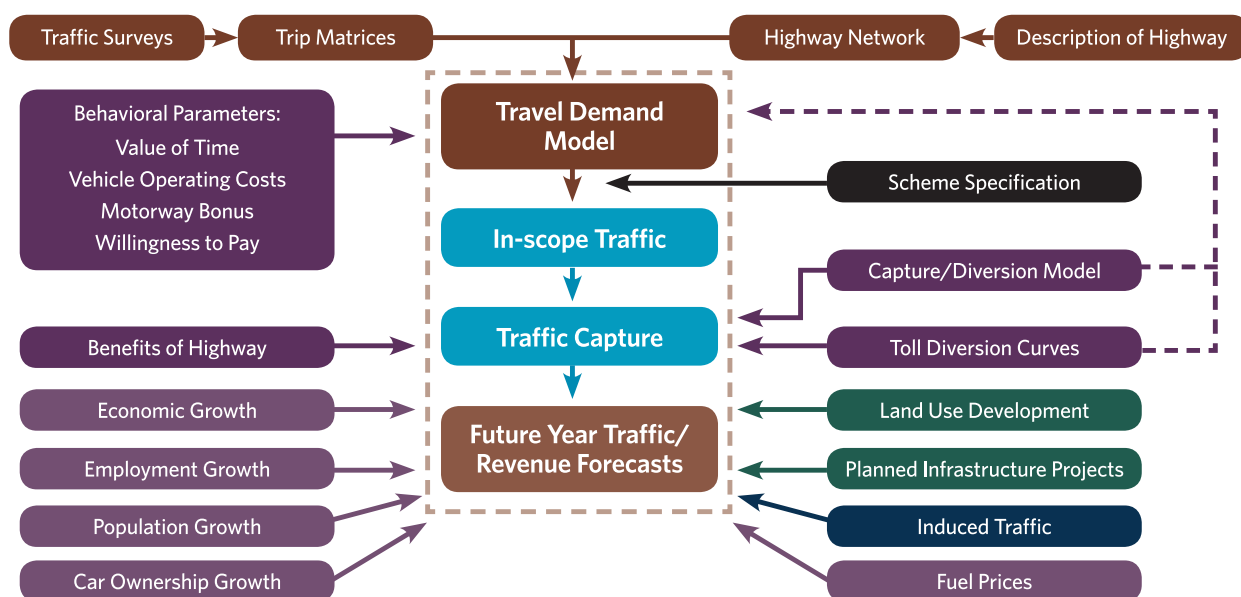 Traffic Surveys
Trip Matrices
Highway Network
Description of Highway
Behavioral Parameters:
Value of Time
Vehicle Operating Costs
Motorway Bonus
Willingness to Pay
Travel Demand
Model
Scheme Specification
In-scope Traffic
Capture/Diversion Model
Benefits of Highway
Traffic Capture
Toll Diversion Curves
Economic Growth
Future Year Traffic/
Revenue Forecasts
Land Use Development
Employment Growth
Planned Infrastructure Projects
Population Growth
Induced Traffic
Car Ownership Growth
Fuel Prices